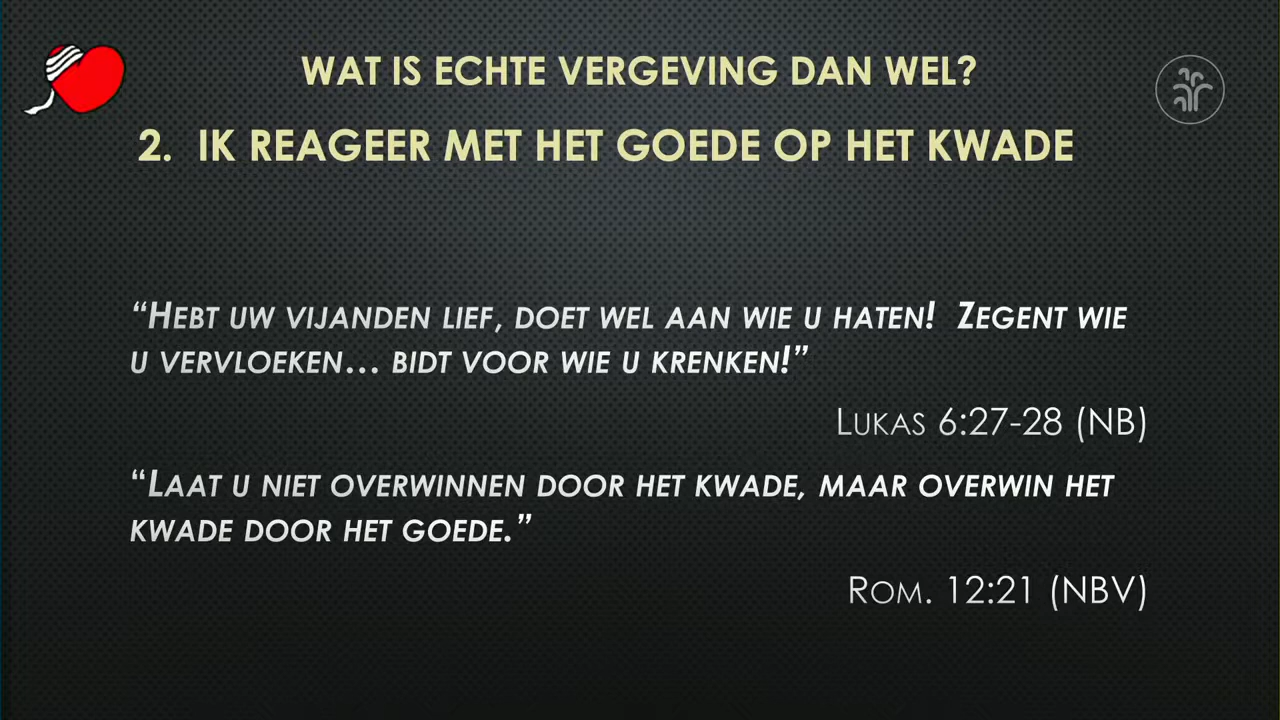 WAT IS ECHTE VERGEVING DAN WEL?
2. IK REAGEER MET HET GOEDE OP HET KWADE
“HEBT UW VIJANDEN LIEF, DOET WEL AAN WIE U HATEN! ZEGENT WIE
U VERVLOEKEN... BIDT VOOR WIE U KRENKEN!”
LUKAS 6:27-28 (NB)
“LAAT U NIET OVERWINNEN DOOR HET KWADE, MAAR OVERWIN HET
KWADE DOOR HET GOEDE.”
ROM. 12:21 (NBV)